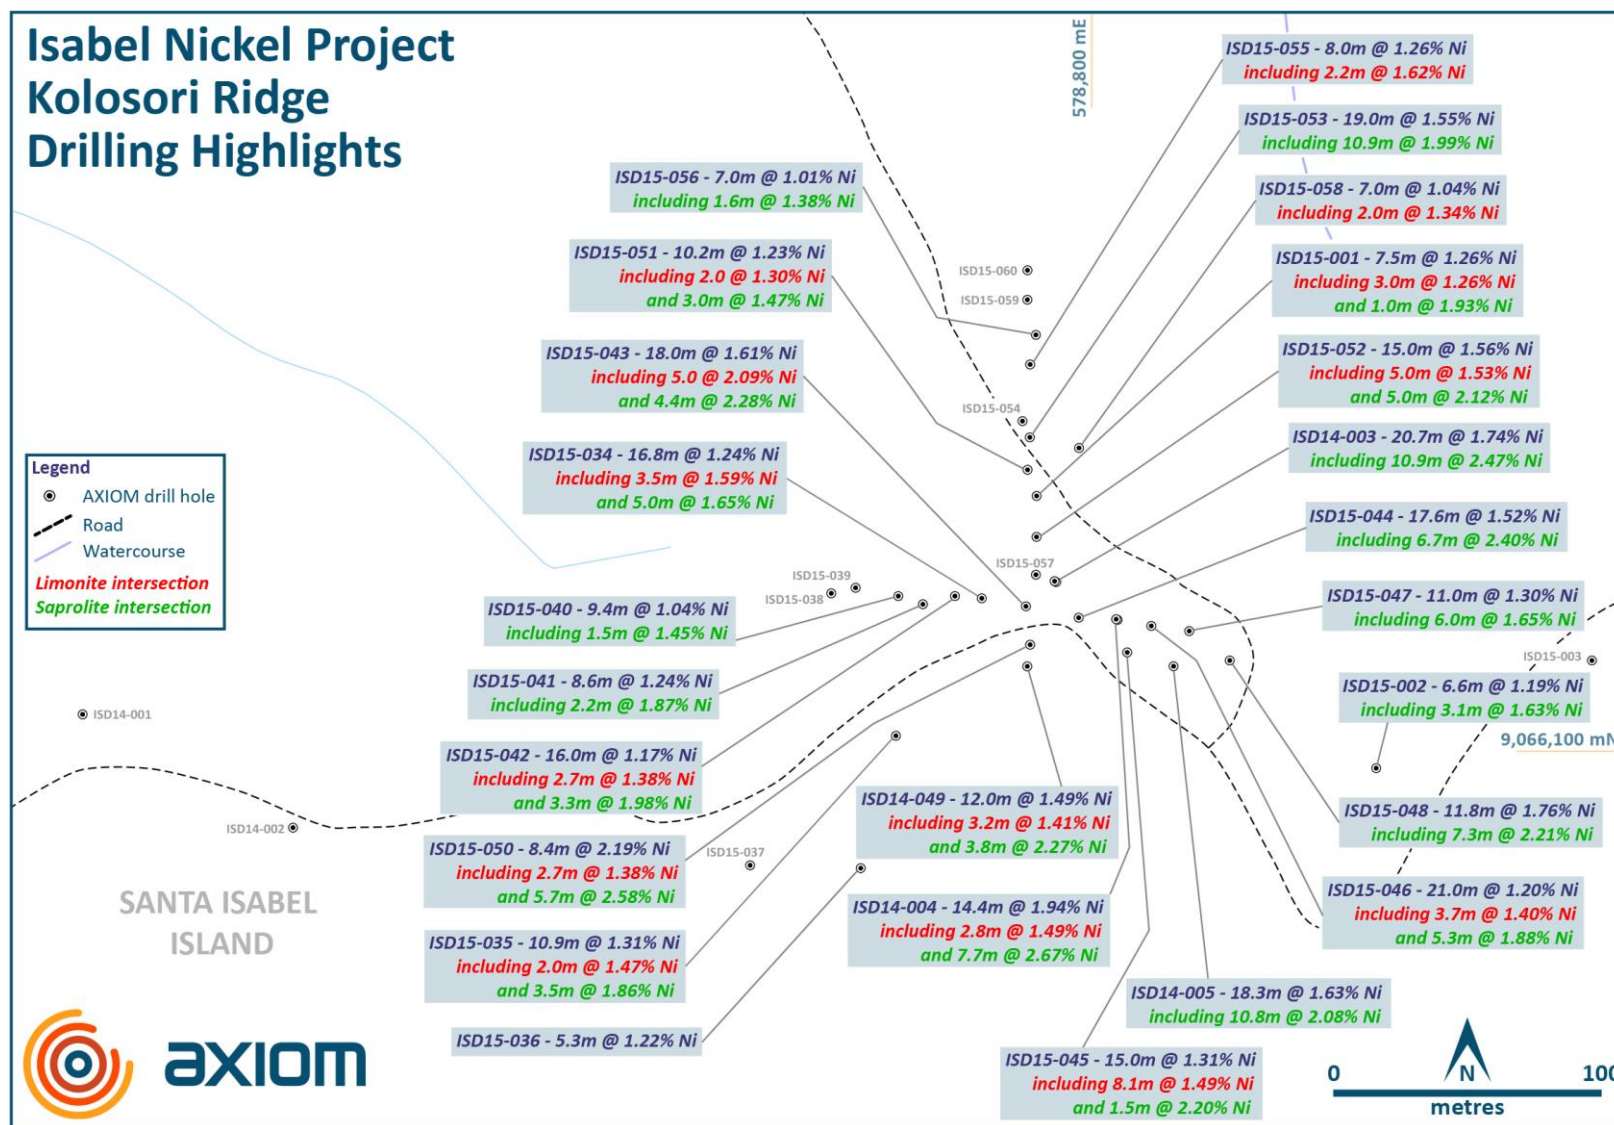 Isabel Nickel Project
Kolosori Ridge
Drilling Highlights
578,800 mE
ISD15-055 - 8.0m @ 1.26% Ni
including 2.2m @ 1.62% Ni
ISD15-053 - 19.0m @ 1.55% Ni
including 10.9m @ 1.99% Ni
ISD15-056 - 7.0m @ 1.01% Ni
including 1.6m @ 1.38% Ni
ISD15-058 - 7.0m @ 1.04% Ni
including 2.0m @ 1.34% Ni
ISD15-051 - 10.2m @ 1.23% Ni
including 2.0 @ 1.30% Ni
and 3.0m @ 1.47% Ni
ISD15-001 - 7.5m @ 1.26% Ni
including 3.0m @ 1.26% Ni
and 1.0m @ 1.93% Ni
ISD15-060
ISD15-059
ISD15-043 - 18.0m @ 1.61% Ni
including 5.0 @ 2.09% Ni
and 4.4m @ 2.28% Ni
ISD15-052 - 15.0m @ 1.56% Ni
including 5.0m @ 1.53% Ni
and 5.0m @ 2.12% Ni
ISD15-054
ISD15-034 - 16.8m @ 1.24% Ni
including 3.5m @ 1.59% Ni
and 5.0m @ 1.65% Ni
ISD14-003 - 20.7m @ 1.74% Ni
including 10.9m @ 2.47% Ni
Legend
AXIOM drill hole
Road
Watercourse
Limonite intersection
Saprolite intersection
ISD15-044 - 17.6m @ 1.52% Ni
including 6.7m @ 2.40% Ni
ISD15-057
ISD15-039
ISD15-038
ISD15-040 - 9.4m @ 1.04% Ni
including 1.5m @ 1.45% Ni
ISD15-047 - 11.0m @ 1.30% Ni
including 6.0m @ 1.65% Ni
ISD15-003
ISD15-041 - 8.6m @ 1.24% Ni
including 2.2m @ 1.87% Ni
ISD15-002 - 6.6m @ 1.19% Ni
including 3.1m @ 1.63% Ni
ISD14-001
9,066,100 mN
ISD15-042 - 16.0m @ 1.17% Ni
including 2.7m @ 1.38% Ni
and 3.3m @ 1.98% Ni
ISD14-049 - 12.0m @ 1.49% Ni
including 3.2m @ 1.41% Ni
and 3.8m @ 2.27% Ni
ISD15-048 - 11.8m @ 1.76% Ni
including 7.3m @ 2.21% Ni
ISD14-002
ISD15-050 - 8.4m @ 2.19% Ni
including 2.7m @ 1.38% Ni
and 5.7m @ 2.58% Ni
ISD15-037
ISD15-046 - 21.0m @ 1.20% Ni
including 3.7m @ 1.40% Ni
and 5.3m @ 1.88% Ni
SANTA ISABEL
ISLAND
ISD14-004 - 14.4m @ 1.94% Ni
including 2.8m @ 1.49% Ni
and 7.7m @ 2.67% Ni
ISD15-035 - 10.9m @ 1.31% Ni
including 2.0m @ 1.47% Ni
and 3.5m @ 1.86% Ni
ISD14-005 - 18.3m @ 1.63% Ni
including 10.8m @ 2.08% Ni
ISD15-036 - 5.3m @ 1.22% Ni
ISD15-045 - 15.0m @ 1.31% Ni
including 8.1m @ 1.49% Ni
and 1.5m @ 2.20% Ni
axiom
N
0 100
metres